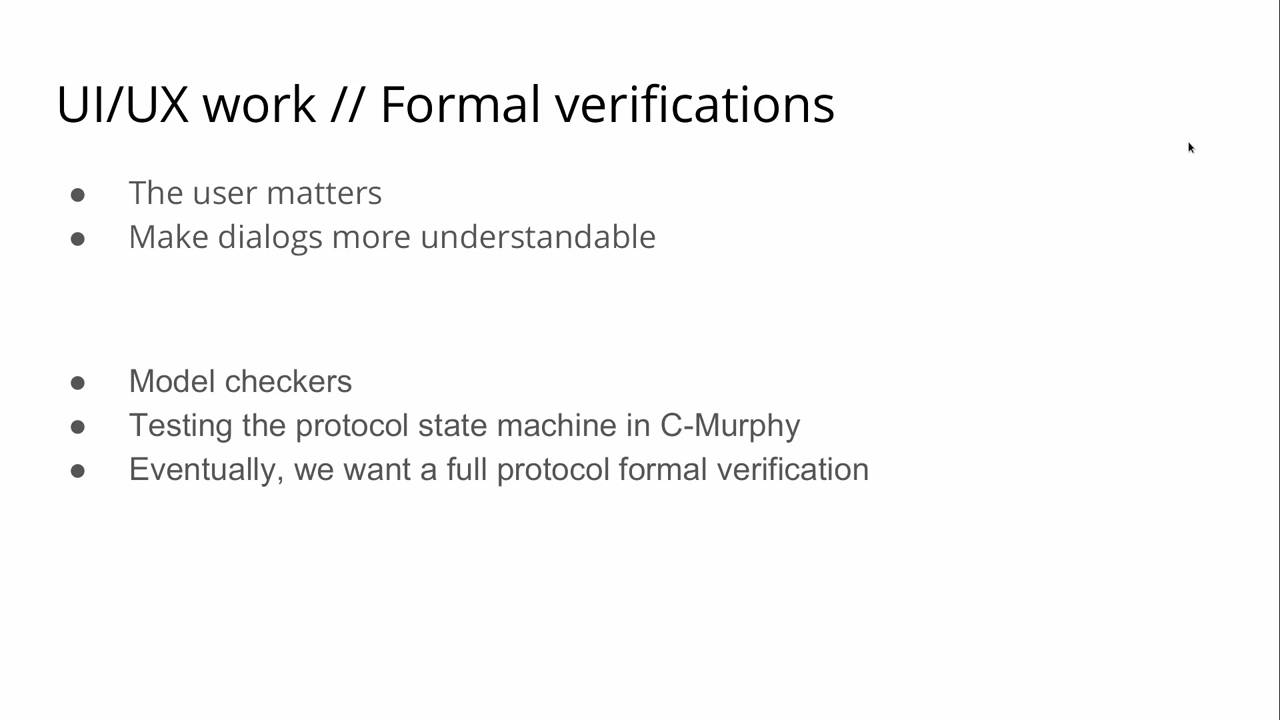 UI/UX work // Formal verifications
● The user matters
● Make dialogs more understandable
● Model checkers
● Testing the protocol state machine in C-Murphy
● Eventually, we want a full protocol formal verification